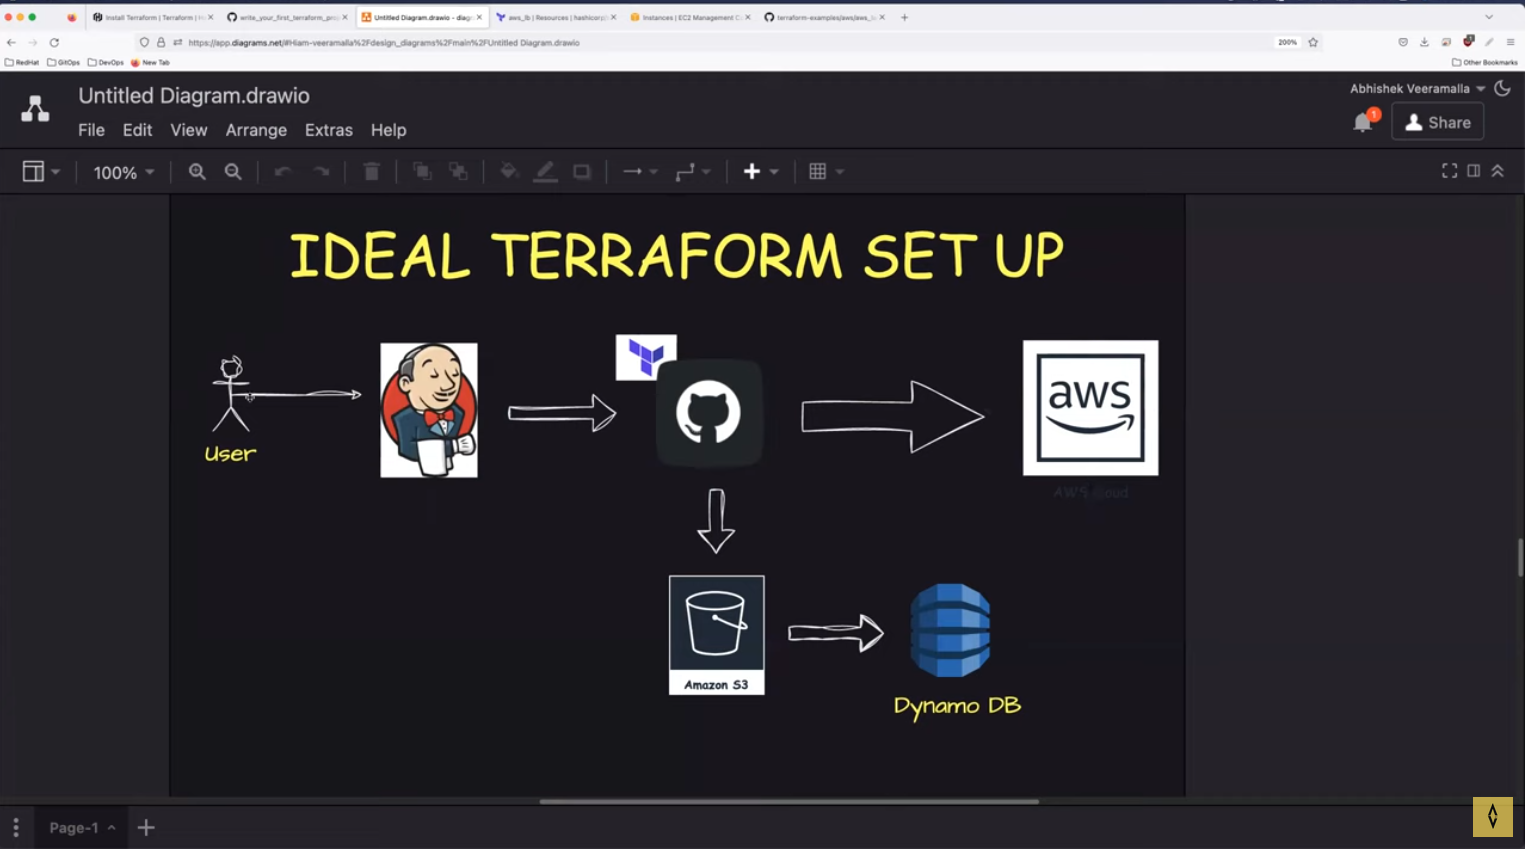 Install Terraform | Terraform | H
write_your_first_terraform_proj
Untitled Diagram.drawio - diag
aws_lb | Resources | hashicorp/
Instances | EC2 Management C
terraform-examples/aws/aws_l
https://app.diagrams.net/#Hiam-veeramalla%2Fdesign_diagrams%2Fmain%2FUntitled Diagram.drawio
200%
RedHat
GitOps
DevOps
New Tab
Other Bookmarks
Untitled Diagram.drawio
Abhishek Veeramalla
File Edit View Arrange Extras Help
1
Share
100%
IDEAL TERRAFORM SET UP
User
aws
AWS Cloud
Amazon S3
Dynamo DB
Page-1